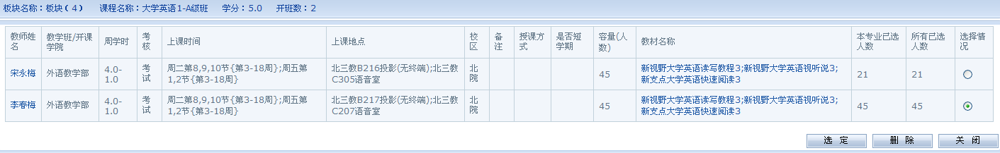 板块名称：板块（4） 课程名称：大学英语1-A级班 学分：5.0 开班数：2
教师姓名 教学班/开课学院 周学时 考核 上课时间 上课地点 校区 备注 授课方式 是否短学期 容量(人数) 教材名称 本专业已选人数 所有已选人数 选择情况
宋永梅 外语教学部 4.0-1.0 考试 周二第8,9,10节{第3-18周};周五第1,2节{第3-18周} 北三教B216投影(无终端);北三教C305语音室 北院 45 新视野大学英语读写教程3;新视野大学英语视听说3;新支点大学英语快速阅读3 21 21
李春梅 外语教学部 4.0-1.0 考试 周二第8,9,10节{第3-18周};周五第1,2节{第3-18周} 北三教B217投影(无终端);北三教C207语音室 北院 45 新视野大学英语读写教程3;新视野大学英语视听说3;新支点大学英语快速阅读3 45 45
选 定 删 除 关 闭